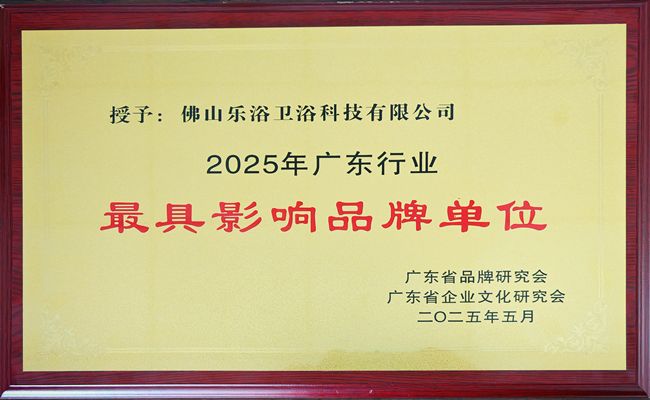 授予：佛山乐浴卫浴科技有限公司
2025年广东行业
最具影响品牌单位
广东省品牌研究会
广东省企业文化研究会
二〇二五年五月